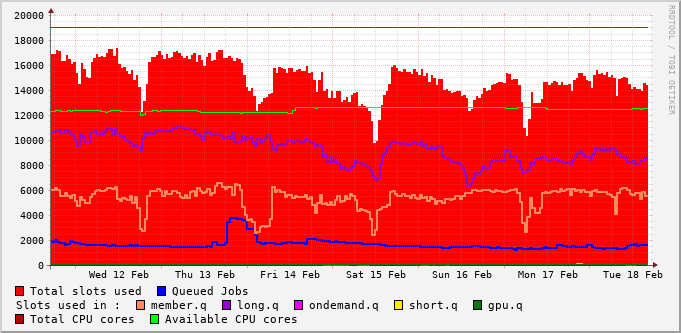 20000
18000
16000
14000
12000
10000
8000
6000
4000
2000
0
Wed 12 Feb Thu 13 Feb Fri 14 Feb Sat 15 Feb Sun 16 Feb Mon 17 Feb Tue 18 Feb
Total slots used Queued Jobs
Slots used in : member.q long.q ondemand.q short.q gpu.q
Total CPU cores Available CPU cores
RRDTOOL / TOBI OETIKER